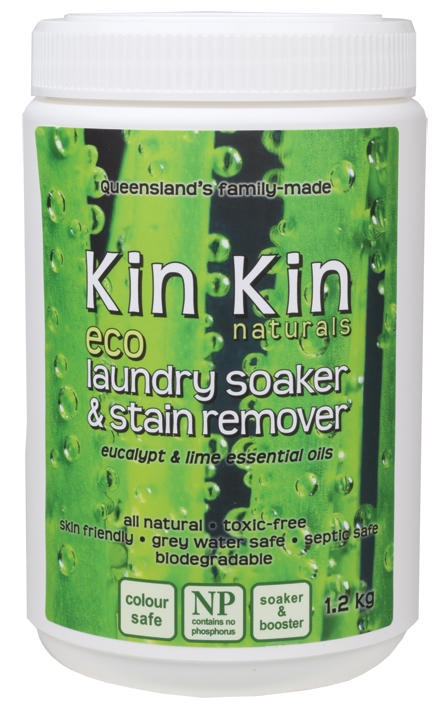 Queensland's family-made
Kin Kin
naturals
eco
laundry soaker
& stain remover
eucalypt & lime essential oils
all natural • toxic-free
skin friendly • grey water safe • septic safe
biodegradable
colour
safe
NP
contains no
phosphorus
soaker
&
booster
1.2 kg